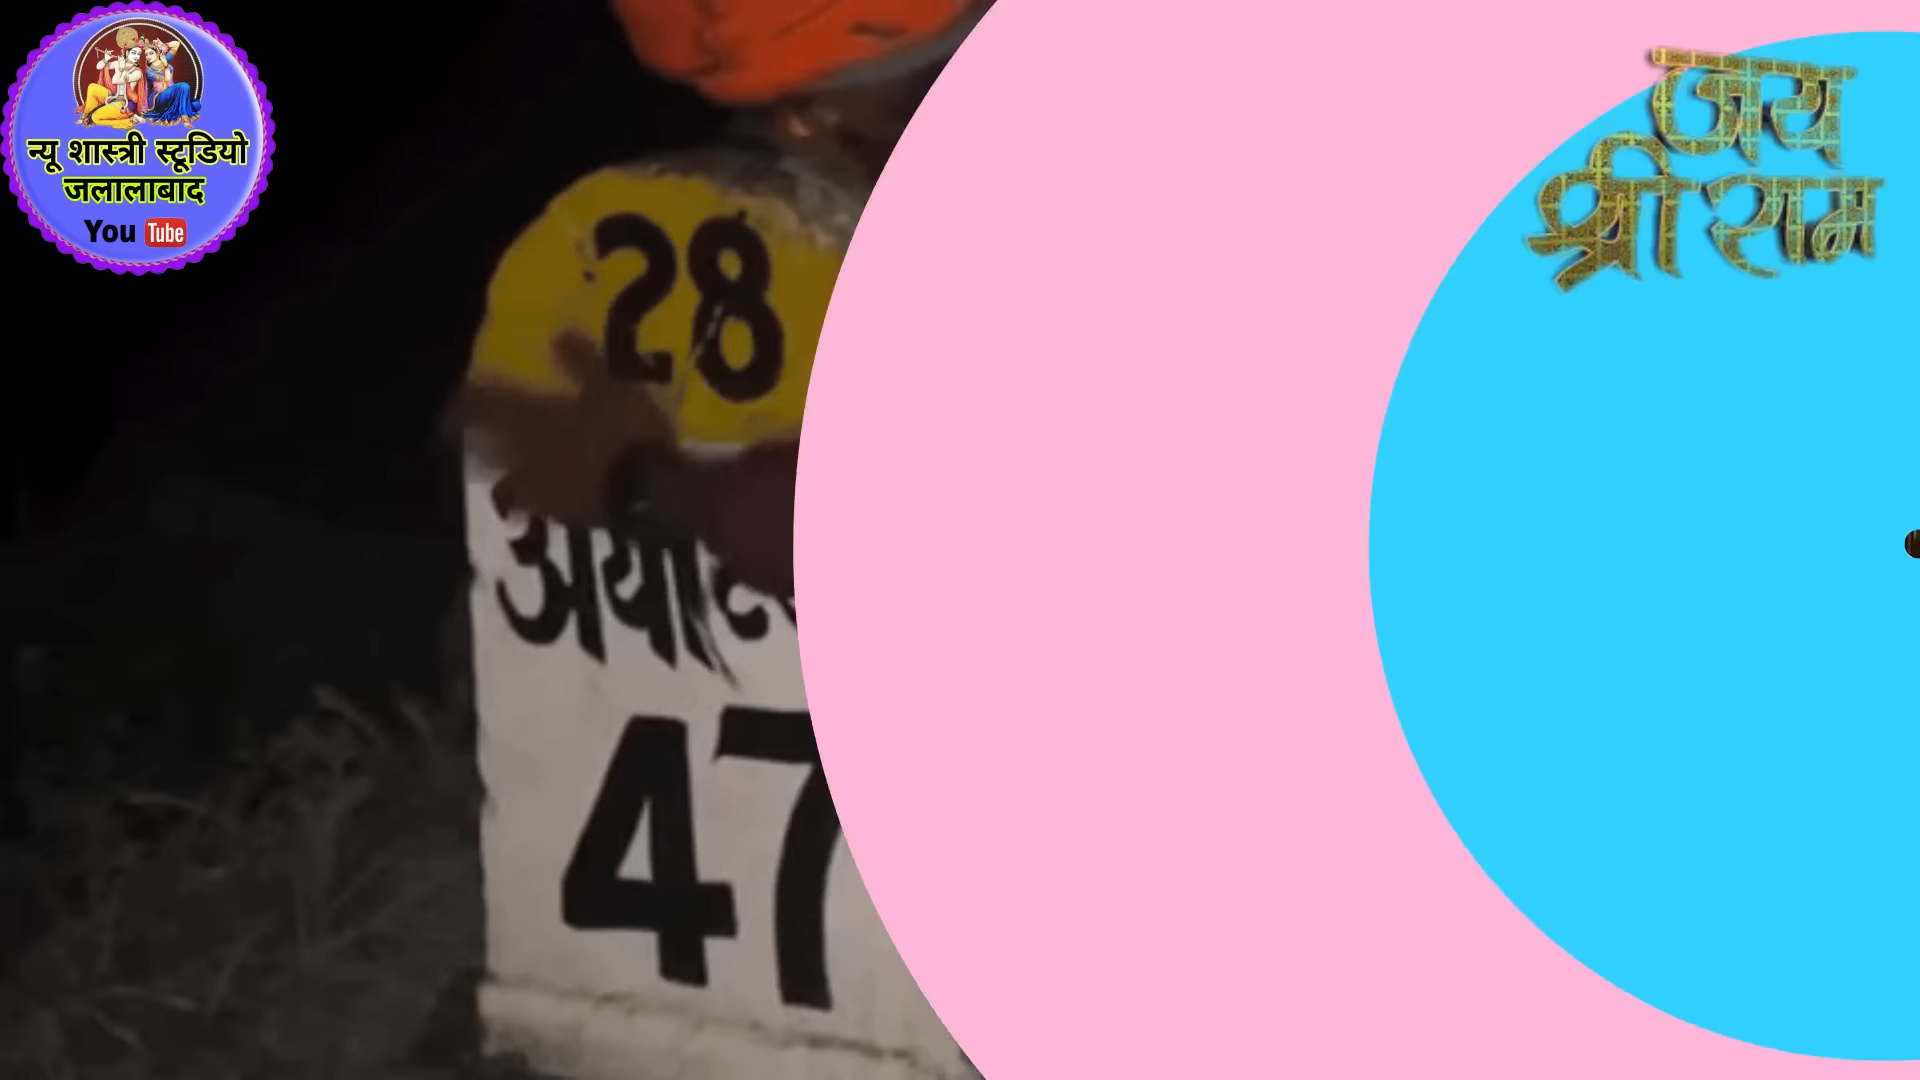 न्यू शास्त्री स्टूडियो
जलालाबाद
You Tube
28
47
जय
श्री राम